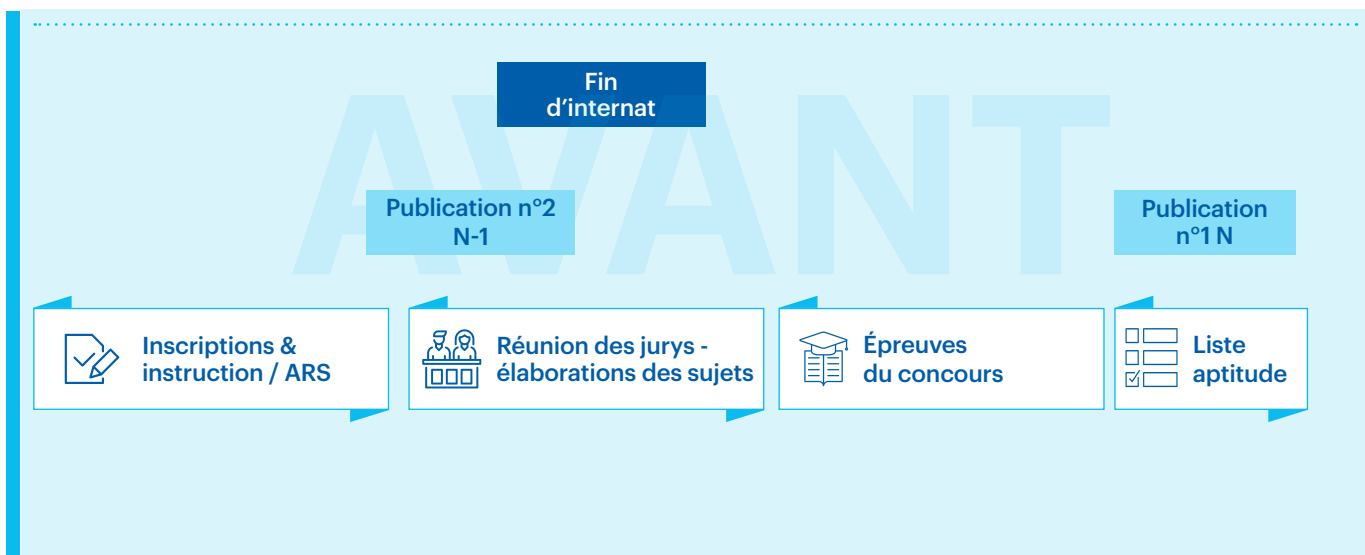 AVANT
Fin
d'internat
Publication n°2
N-1
Publication
n°1 N
Inscriptions &
instruction / ARS
Réunion des jurys -
élaborations des sujets
Épreuves
du concours
Liste
aptitude